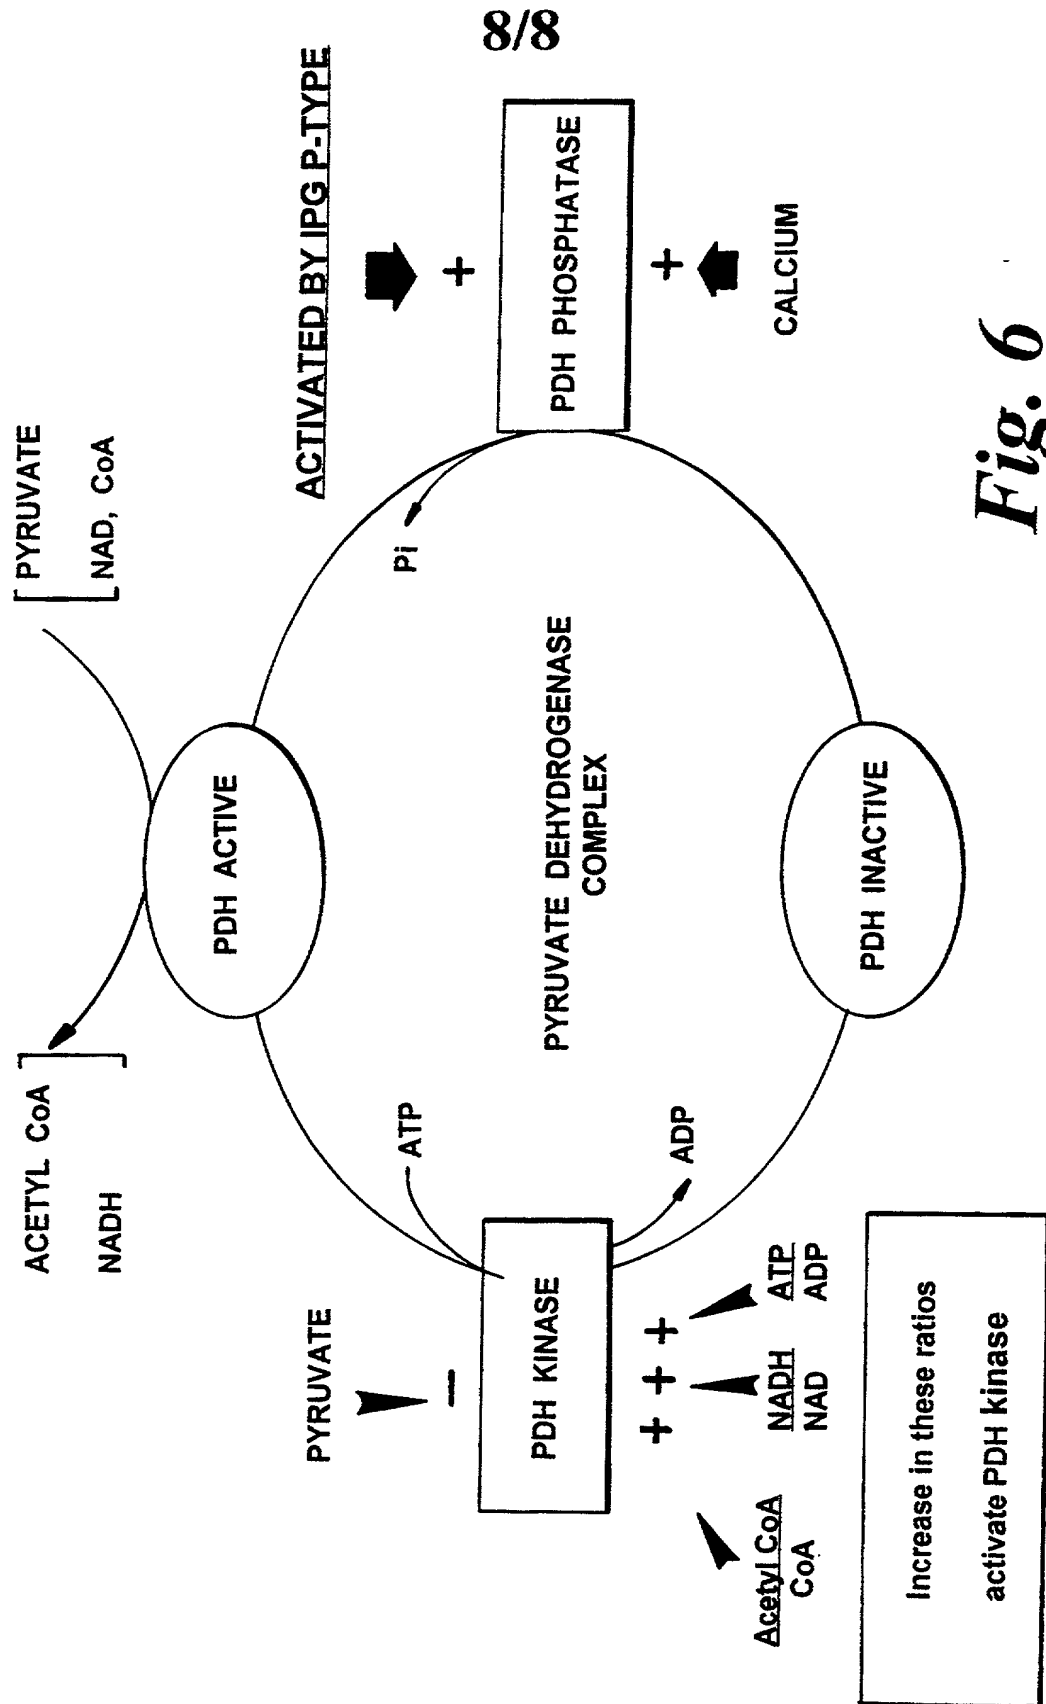 8/8
ACETYL CoA
NADH
PYRUVATE
NAD, CoA
PYRUVATE
−
ATP
PDH ACTIVE
Pi
ACTIVATED BY IPG P-TYPE
+
PDH KINASE
PYRUVATE DEHYDROGENASE
COMPLEX
PDH PHOSPHATASE
+ + +
ADP
+
Acetyl CoA
CoA
NADH
NAD
ATP
ADP
PDH INACTIVE
CALCIUM
Increase in these ratios
activate PDH kinase
Fig. 6